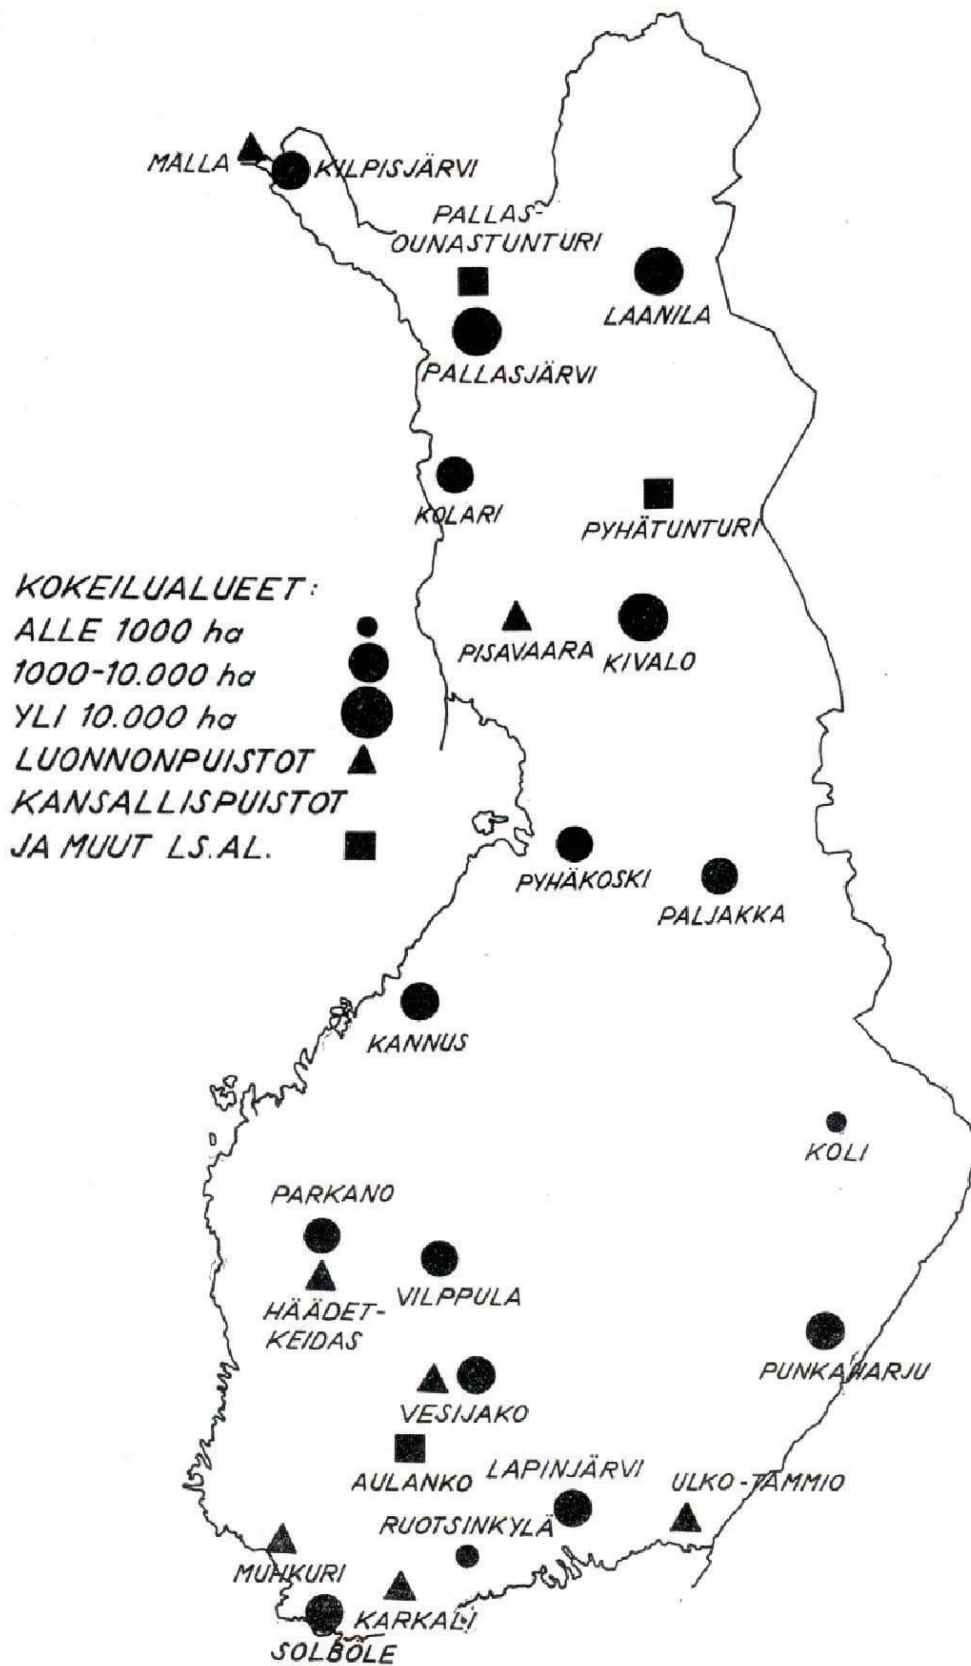 MALLA
KILPISJÄRVI
PALLAS-
OUNASTUNTURI
LAANILA
PALLASJÄRVI
KOLARI
PYHÄTUNTURI
KOKEILUALUEET:
ALLE 1000 ha
1000-10.000 ha
YLI 10.000 ha
LUONNONPUISTOT
KANSALLISPUISTOT
JA MUUT LS.AL.
PISAVAARA
KIVALO
PYHÄKOSKI
PALJAKKA
KANNUS
KOLI
PARKANO
HÄÄDET-
KEIDAS
VILPPULA
PUNKAHARJU
VESIJAKO
AULANKO
LAPINJÄRVI
ULKO-TAMMIO
RUOTSINKYLÄ
MUHKURI
KARKALI
SOLBÖLE